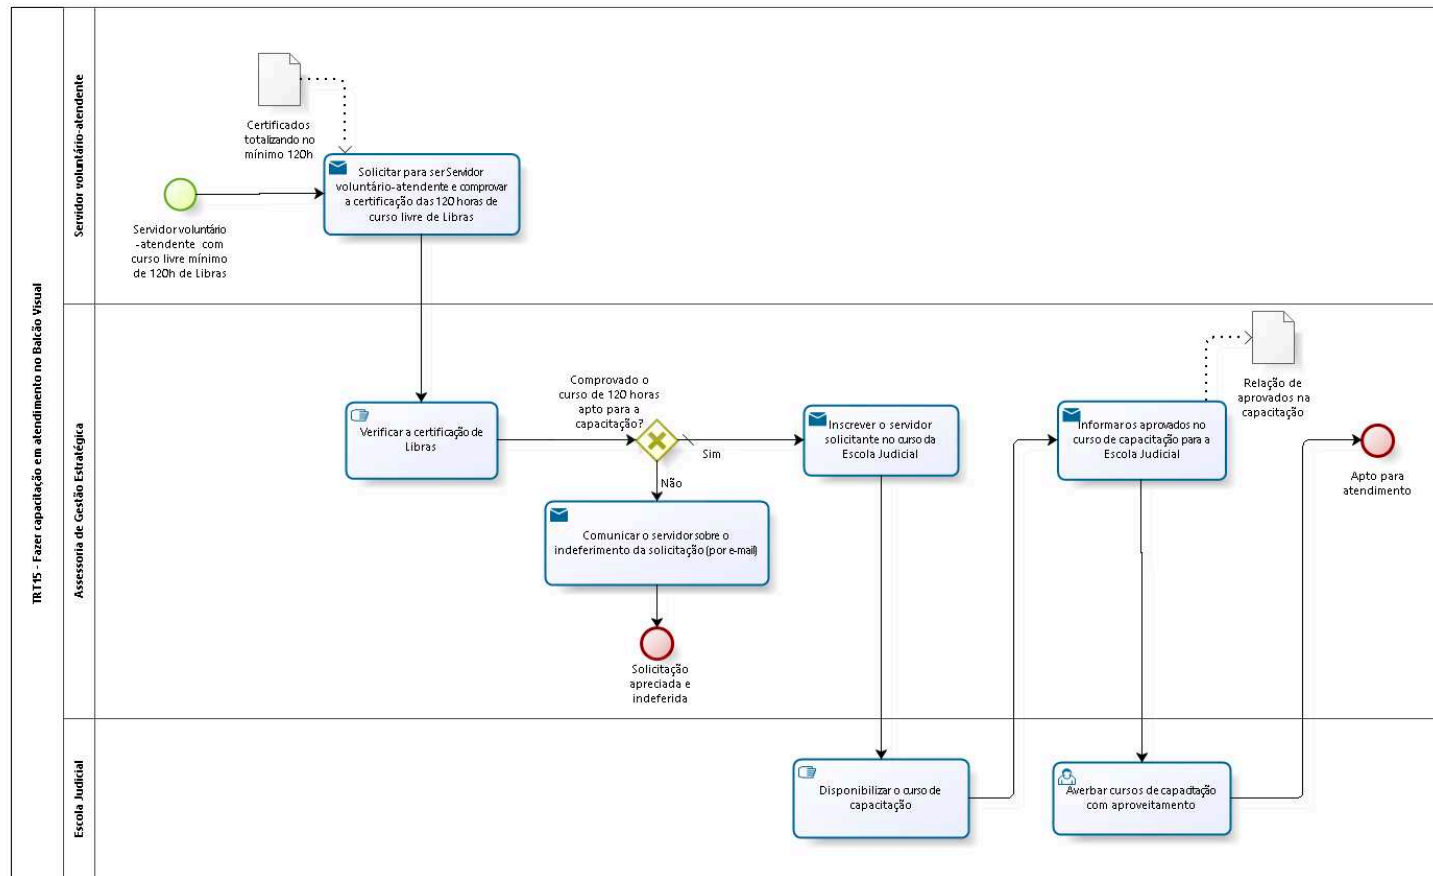 TRT15 - Fazer capacitação em atendimento no Balcão Visual
Servidor voluntário-atendente
Certificados
totalizando no
mínimo 120h
Solicitar para ser Servidor
voluntário-atendente e comprovar
a certificação das 120 horas de
curso livre de Libras
Servidor voluntário
-atendente com
curso livre mínimo
de 120h de Libras
Assessoria de Gestão Estratégica
Verificar a certificação de
Libras
Comprovado o
curso de 120 horas
apto para a
capacitação?
Sim
Não
Comunicar o servidor sobre o
indeferimento da solicitação (por e-mail)
Solicitação
apreciada e
indeferida
Inscrever o servidor
solicitante no curso da
Escola Judicial
Informar os aprovados no
curso de capacitação para a
Escola Judicial
Relação de
aprovados na
capacitação
Apto para
atendimento
Escola Judicial
Disponibilizar o curso de
capacitação
Averbar cursos de capacitação
com aproveitamento